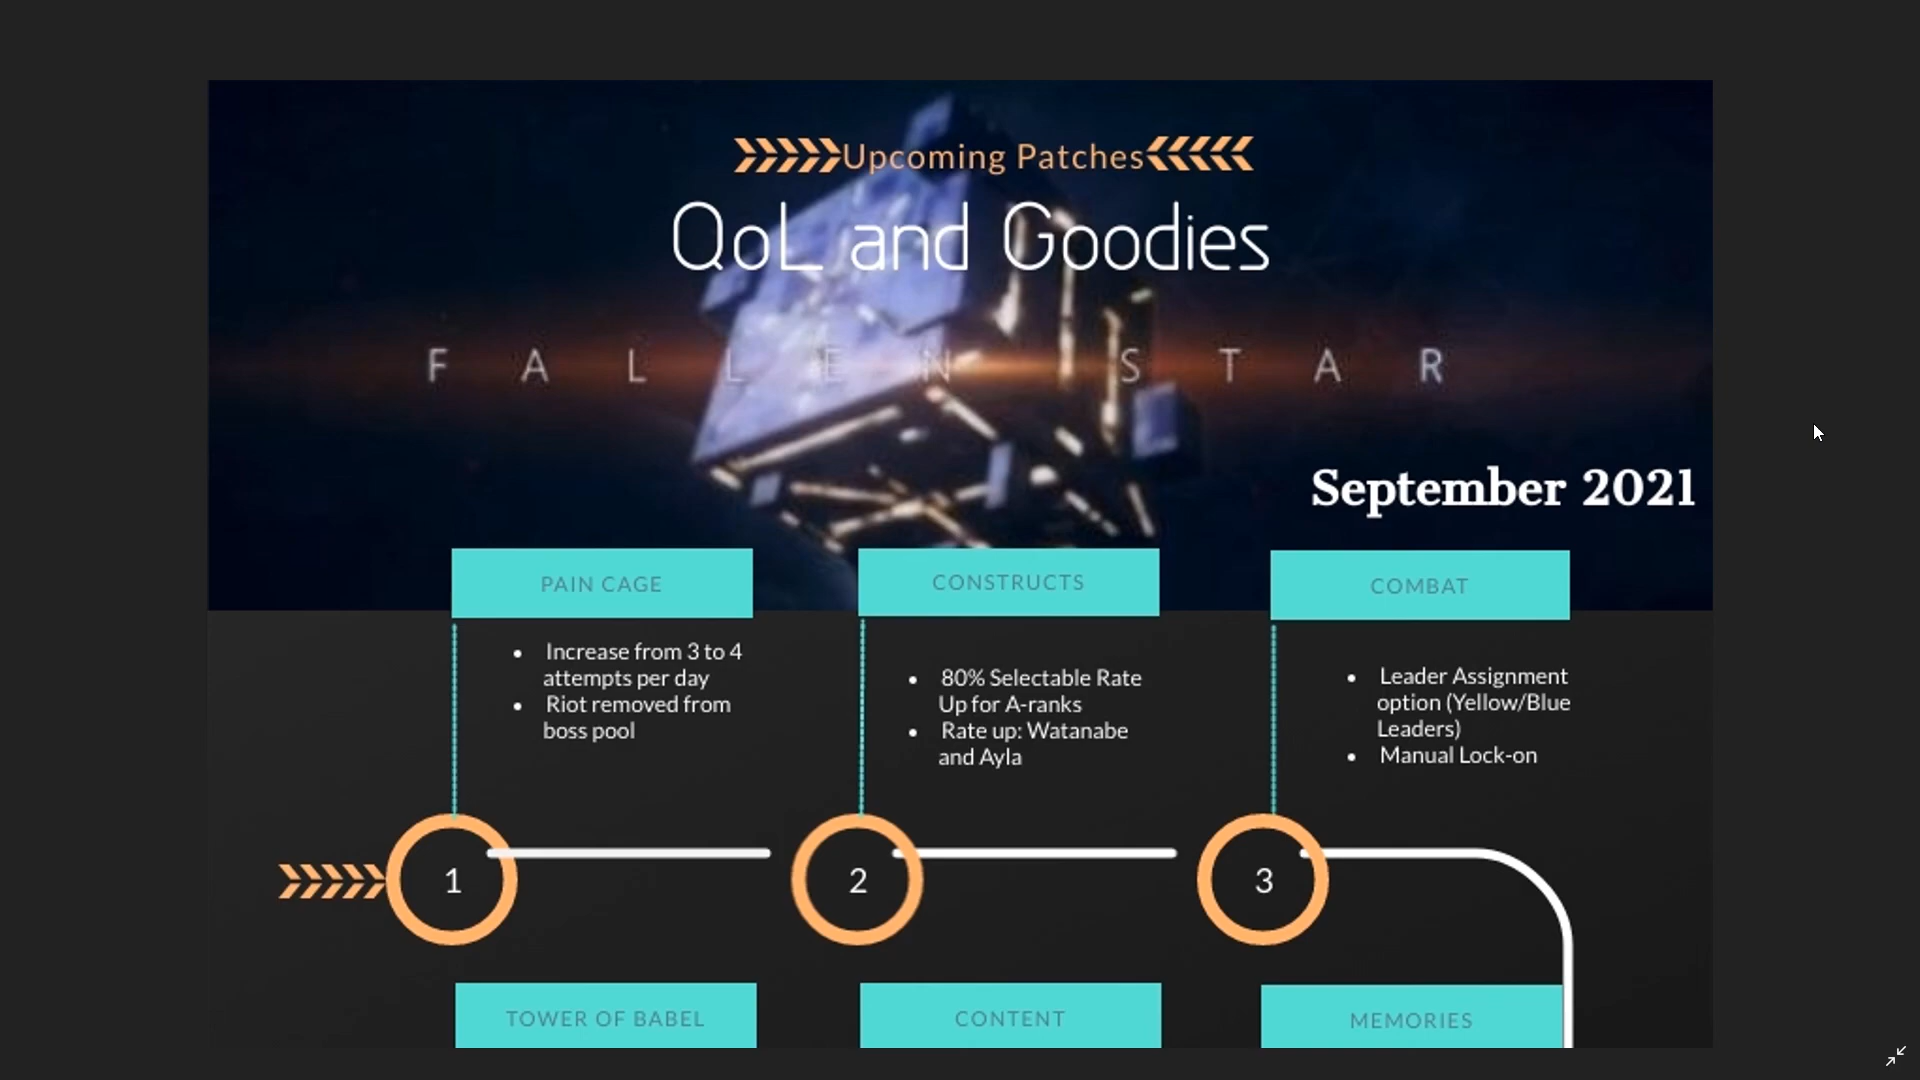 Upcoming Patches
QoL and Goodies
FALLEN STAR
September 2021
PAIN CAGE
• Increase from 3 to 4
attempts per day
• Riot removed from
boss pool
CONSTRUCTS
• 80% Selectable Rate
Up for A-ranks
• Rate up: Watanabe
and Ayla
COMBAT
• Leader Assignment
option (Yellow/Blue
Leaders)
• Manual Lock-on
1
2
3
TOWER OF BABEL
CONTENT
MEMORIES